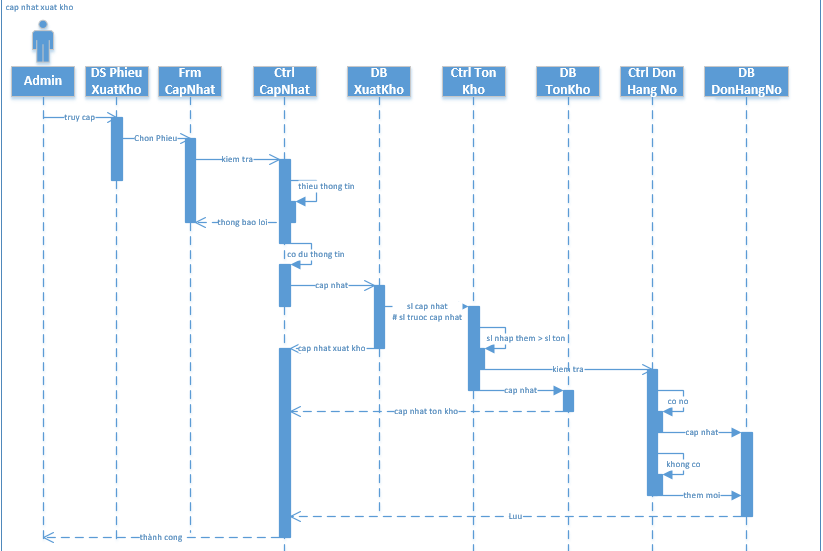 cap nhat xuat kho
Admin
DS Phieu
XuatKho
Frm
CapNhat
Ctrl
CapNhat
DB
XuatKho
Ctrl Ton
Kho
DB
TonKho
Ctrl Don
Hang No
DB
DonHangNo
truy cap
Chon Phieu
kiem tra
thieu thong tin
thong bao loi
co du thong tin
cap nhat
sl cap nhat
# sl truoc cap nhat
sl nhap them > sl ton
cap nhat xuat kho
kiem tra
cap nhat
co no
cap nhat ton kho
cap nhat
khong co
them moi
Luu
thành cong